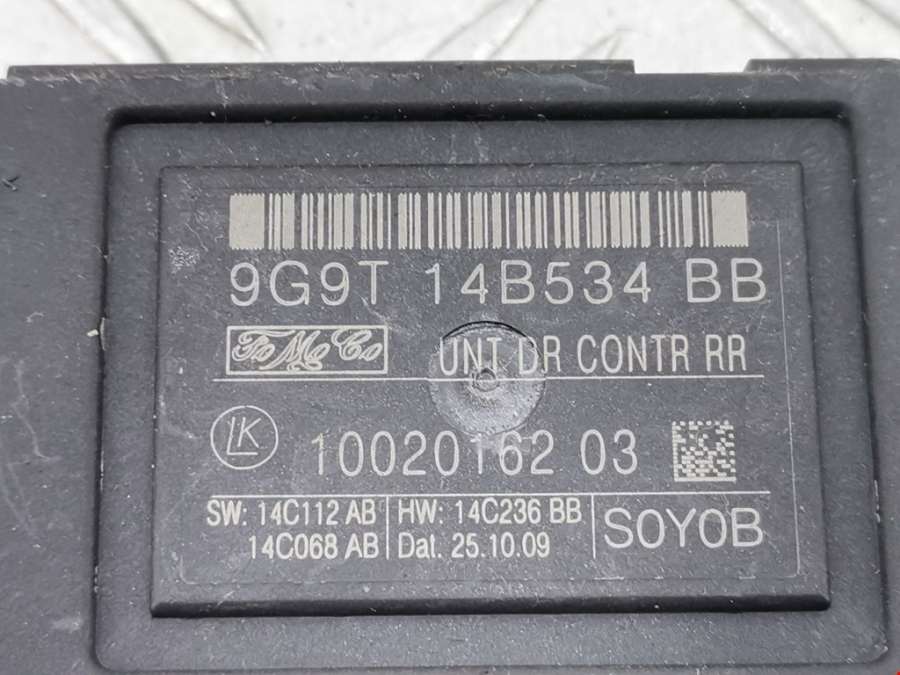 9G9T 14B534 BB
FoMoCo UNT DR CONTR RR
LK 10020162 03
SW: 14C112 AB HW: 14C236 BB S0Y0B
14C068 AB Dat. 25.10.09